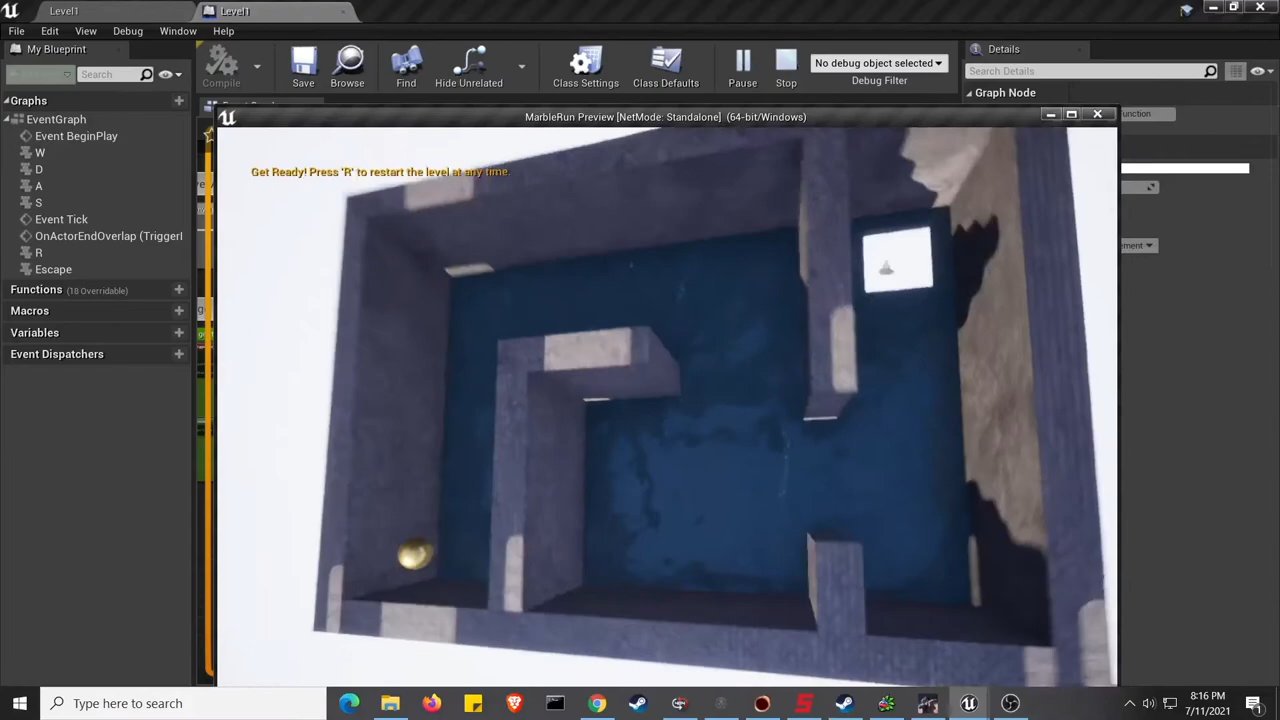 Level1
Level1
File
Edit
View
Debug
Window
Help
My Blueprint
Details
Search
Compile
Save
Browse
Find
Hide Unrelated
Class Settings
Class Defaults
Pause
Stop
No debug object selected
Debug Filter
Search Details
Graph Node
Graphs
EventGraph
Event BeginPlay
W
D
A
S
Event Tick
OnActorEndOverlap (TriggerI
R
Escape
Functions (18 Overridable)
Macros
Variables
Event Dispatchers
MarbleRun Preview [NetMode: Standalone] (64-bit/Windows)
Get Ready! Press 'R' to restart the level at any time.
Type here to search
8:16 PM
7/11/2021
1